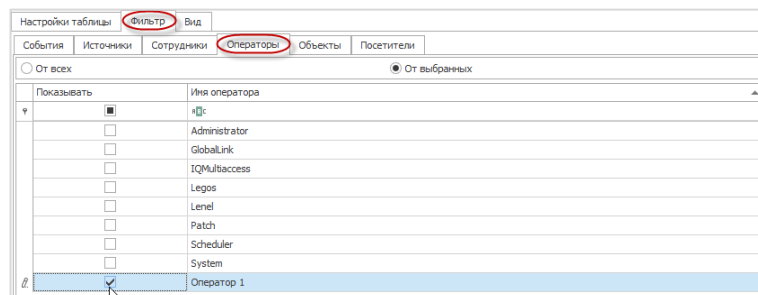 Настройки таблицы Фильтр Вид
События Источники Сотрудники Операторы Объекты Посетители
От всех От выбранных
Показывать Имя оператора
Administrator
GlobalLink
IQMultiaccess
Legos
Lenel
Patch
Scheduler
System
Оператор 1